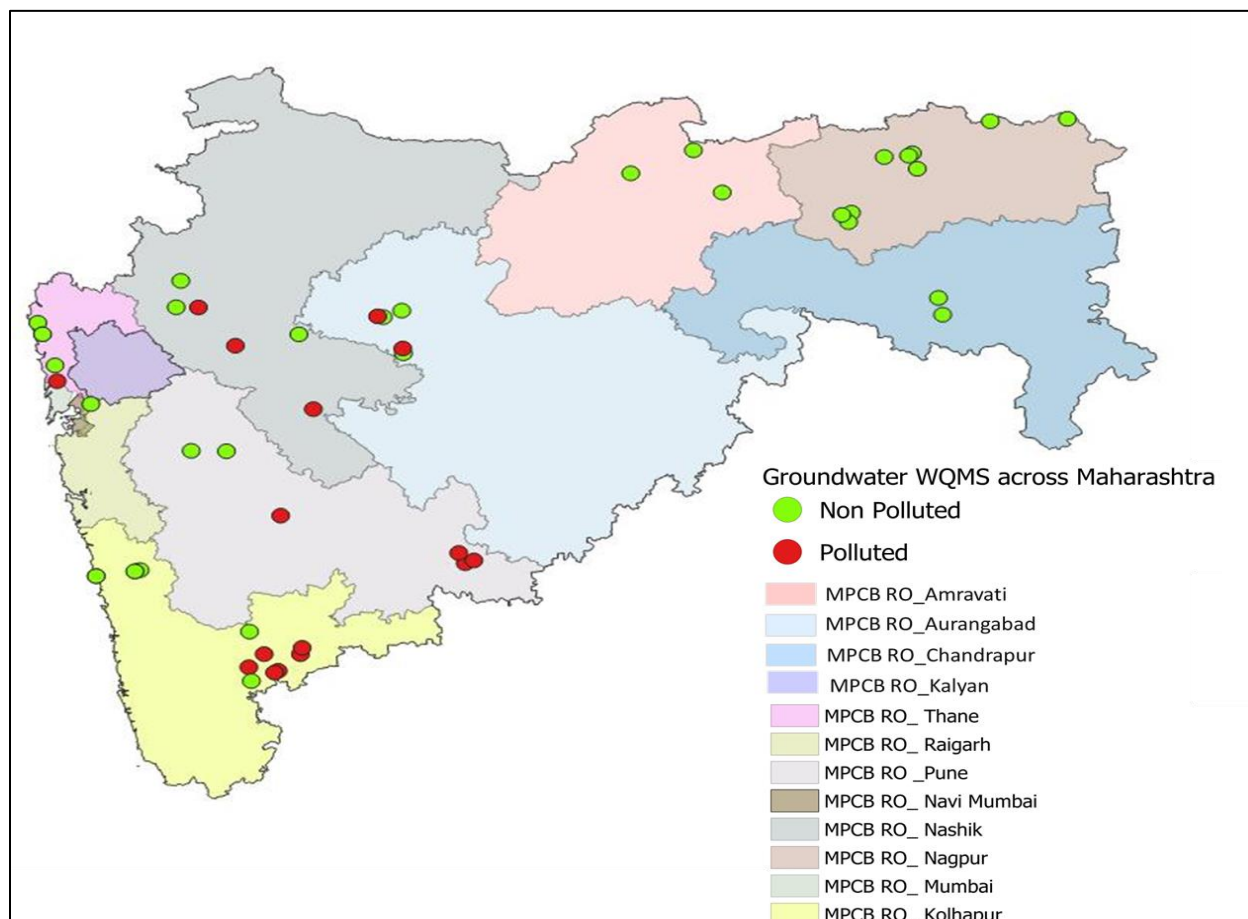 Groundwater WQMS across Maharashtra
Non Polluted
Polluted
MPCB RO_Amravati
MPCB RO_Aurangabad
MPCB RO_Chandrapur
MPCB RO_Kalyan
MPCB RO_ Thane
MPCB RO_ Raigarh
MPCB RO _Pune
MPCB RO_ Navi Mumbai
MPCB RO_ Nashik
MPCB RO_ Nagpur
MPCB RO_ Mumbai
MPCB RO_ Kolhapur